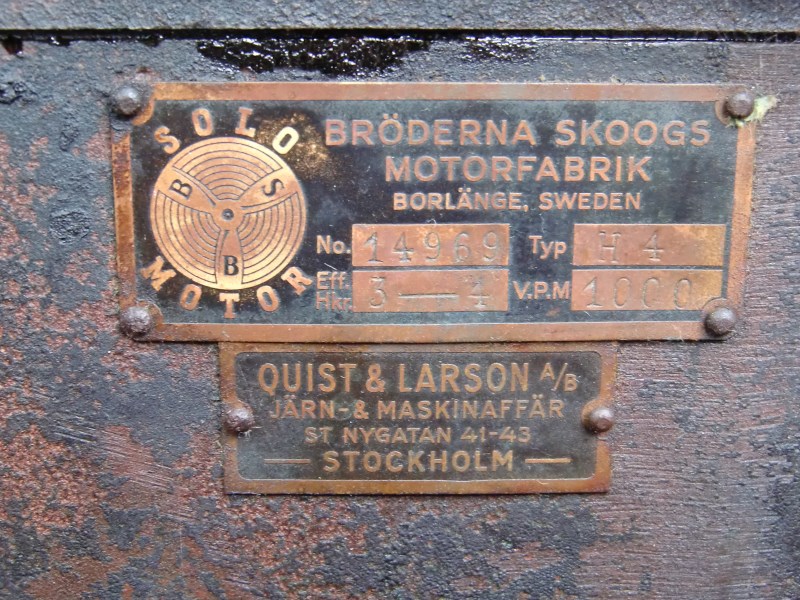 SOLO
B S
B
MOTOR
BRÖDERNA SKOOGS
MOTORFABRIK
BORLÄNGE, SWEDEN
No. 14969 Typ H 4
Eff. Hkr. 3—4 V.P.M 1000
QUIST & LARSON A/B
JÄRN- & MASKINAFFÄR
ST NYGATAN 41-43
— STOCKHOLM —